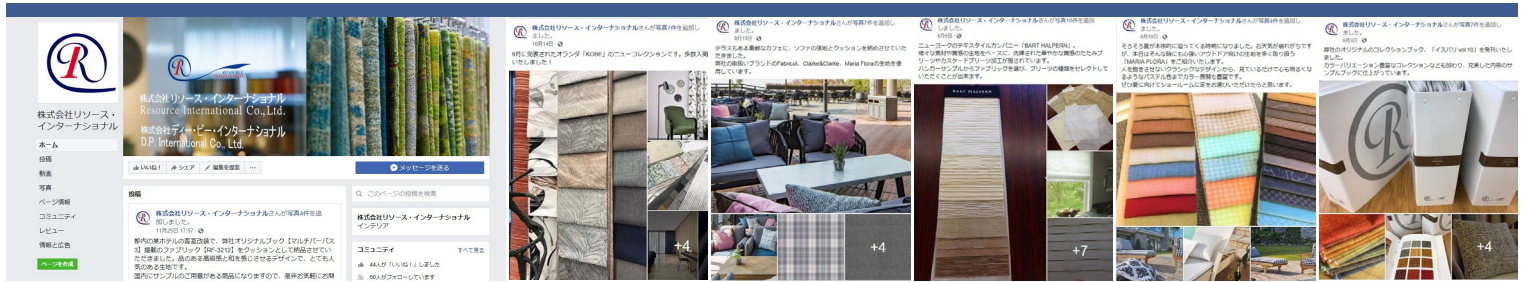 株式会社リソース・
インターナショナル
ホーム
投稿
動画
写真
ページ情報
コミュニティ
レビュー
情報と広告
ページを作成
RESOURCE
INTERNATIONAL
株式会社リソース・インターナショナル
Resource International Co., Ltd.
株式会社ディー・ピー・インターナショナル
D.P. International Co., Ltd.
いいね！ シェア 編集を提案 ...
メッセージを送る
投稿
株式会社リソース・インターナショナルさんが写真4件を追
加しました。
11月25日 17:57
都内の某ホテルの客室改装で、弊社オリジナルブック【マルチパーパス
3】搭載のファブリック【RF-3212】をクッションとして納品させてい
ただきました。品のある高級感と和を感じさせるデザインで、とても人
気のある生地です。
国内にサンプルのご用意がある商品になりますので、是非お気軽にお問
このページの投稿を検索
株式会社リソース・インターナショナル
インテリア
コミュニティ すべて見る
44人が「いいね！」しました
50人がフォローしています
株式会社リソース・インターナショナルさんが写真7件を追加し
ました。
10月14日
9月に発表されたオランダ「KOBE」のニューコレクションです。多数入荷
いたしました！
+4
株式会社リソース・インターナショナルさんが写真7件を追加し
ました。
9月13日
テラスもある素敵なカフェに、ソファの張地とクッションを納めさせていた
だきました。
弊社の取扱いブランドのFabricut、Clarke&Clarke、Maria Floraの生地を使
用しています。
+4
株式会社リソース・インターナショナルさんが写真10件を追加
しました。
8月9日
ニューヨークのテキスタイルカンパニー「BART HALPERN」。
様々な素材や質感の生地をベースに、洗練された華やかな質感のたたみプ
リーツやカスタードプリーツ加工が施されています。
ハンガーサンプルからファブリックを選び、プリーツの種類をセレクトして
いただくことが出来ます。
BART HALPERN
+7
株式会社リソース・インターナショナルさんが写真4件を追加し
ました。
6月19日
そろそろ夏が本格的に迫ってくる時期になりました。お天気が崩れがちです
が、本日はそんな時にも心強いアウトドア向けの生地を多く取り扱う
「MARIA FLORA」をご紹介いたします。
人を飽きさせないクラシックなデザインから、見ているだけで心も明るくな
るようなパステル色までカラー展開も豊富です。
ぜひ夏に向けてショールームに足をお運びいただけたらと思います。
株式会社リソース・インターナショナルさんが写真7件を追加し
ました。
6月3日
弊社のオリジナルのコレクションブック、「イスバリ vol.10」を発刊いたし
ました。
カラーバリエーション豊富なコレクションなども加わり、充実した内容のサ
ンプルブックに仕上がっています。
+4